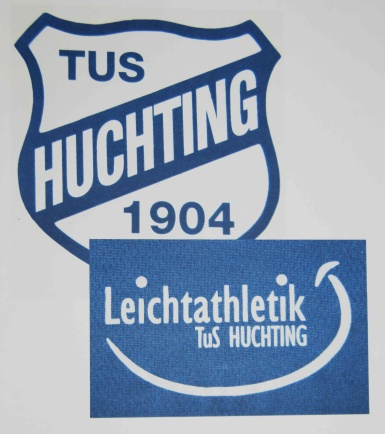 TUS
HUCHTING
1904
Leichtathletik
TuS HUCHTING